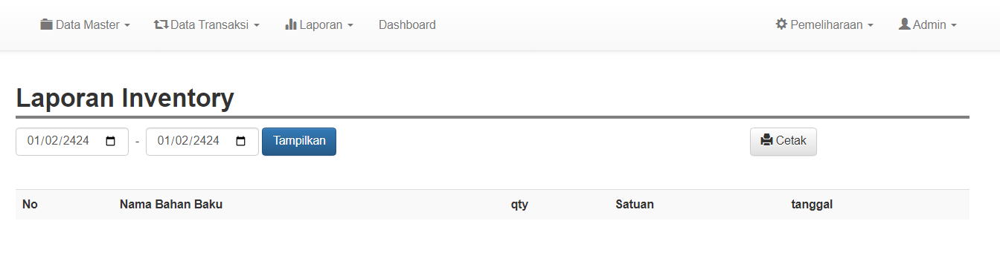 Data Master Data Transaksi Laporan Dashboard Pemeliharaan Admin
Laporan Inventory
01/02/2424 - 01/02/2424 Tampilkan Cetak
No Nama Bahan Baku qty Satuan tanggal